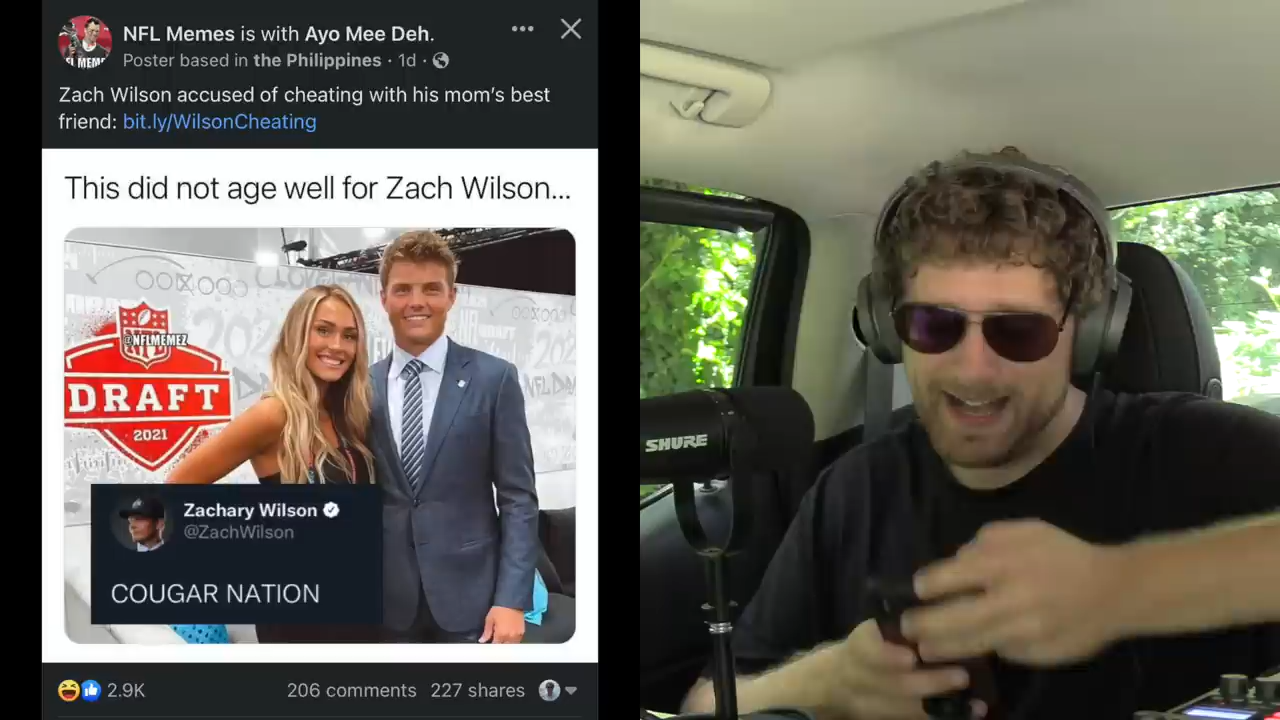 NFL Memes is with Ayo Mee Deh.
Poster based in the Philippines · 1d ·
Zach Wilson accused of cheating with his mom's best
friend: bit.ly/WilsonCheating
This did not age well for Zach Wilson...
@NFLMEMEZ
DRAFT
2021
Zachary Wilson
@ZachWilson
COUGAR NATION
2.9K 206 comments 227 shares
SHURE